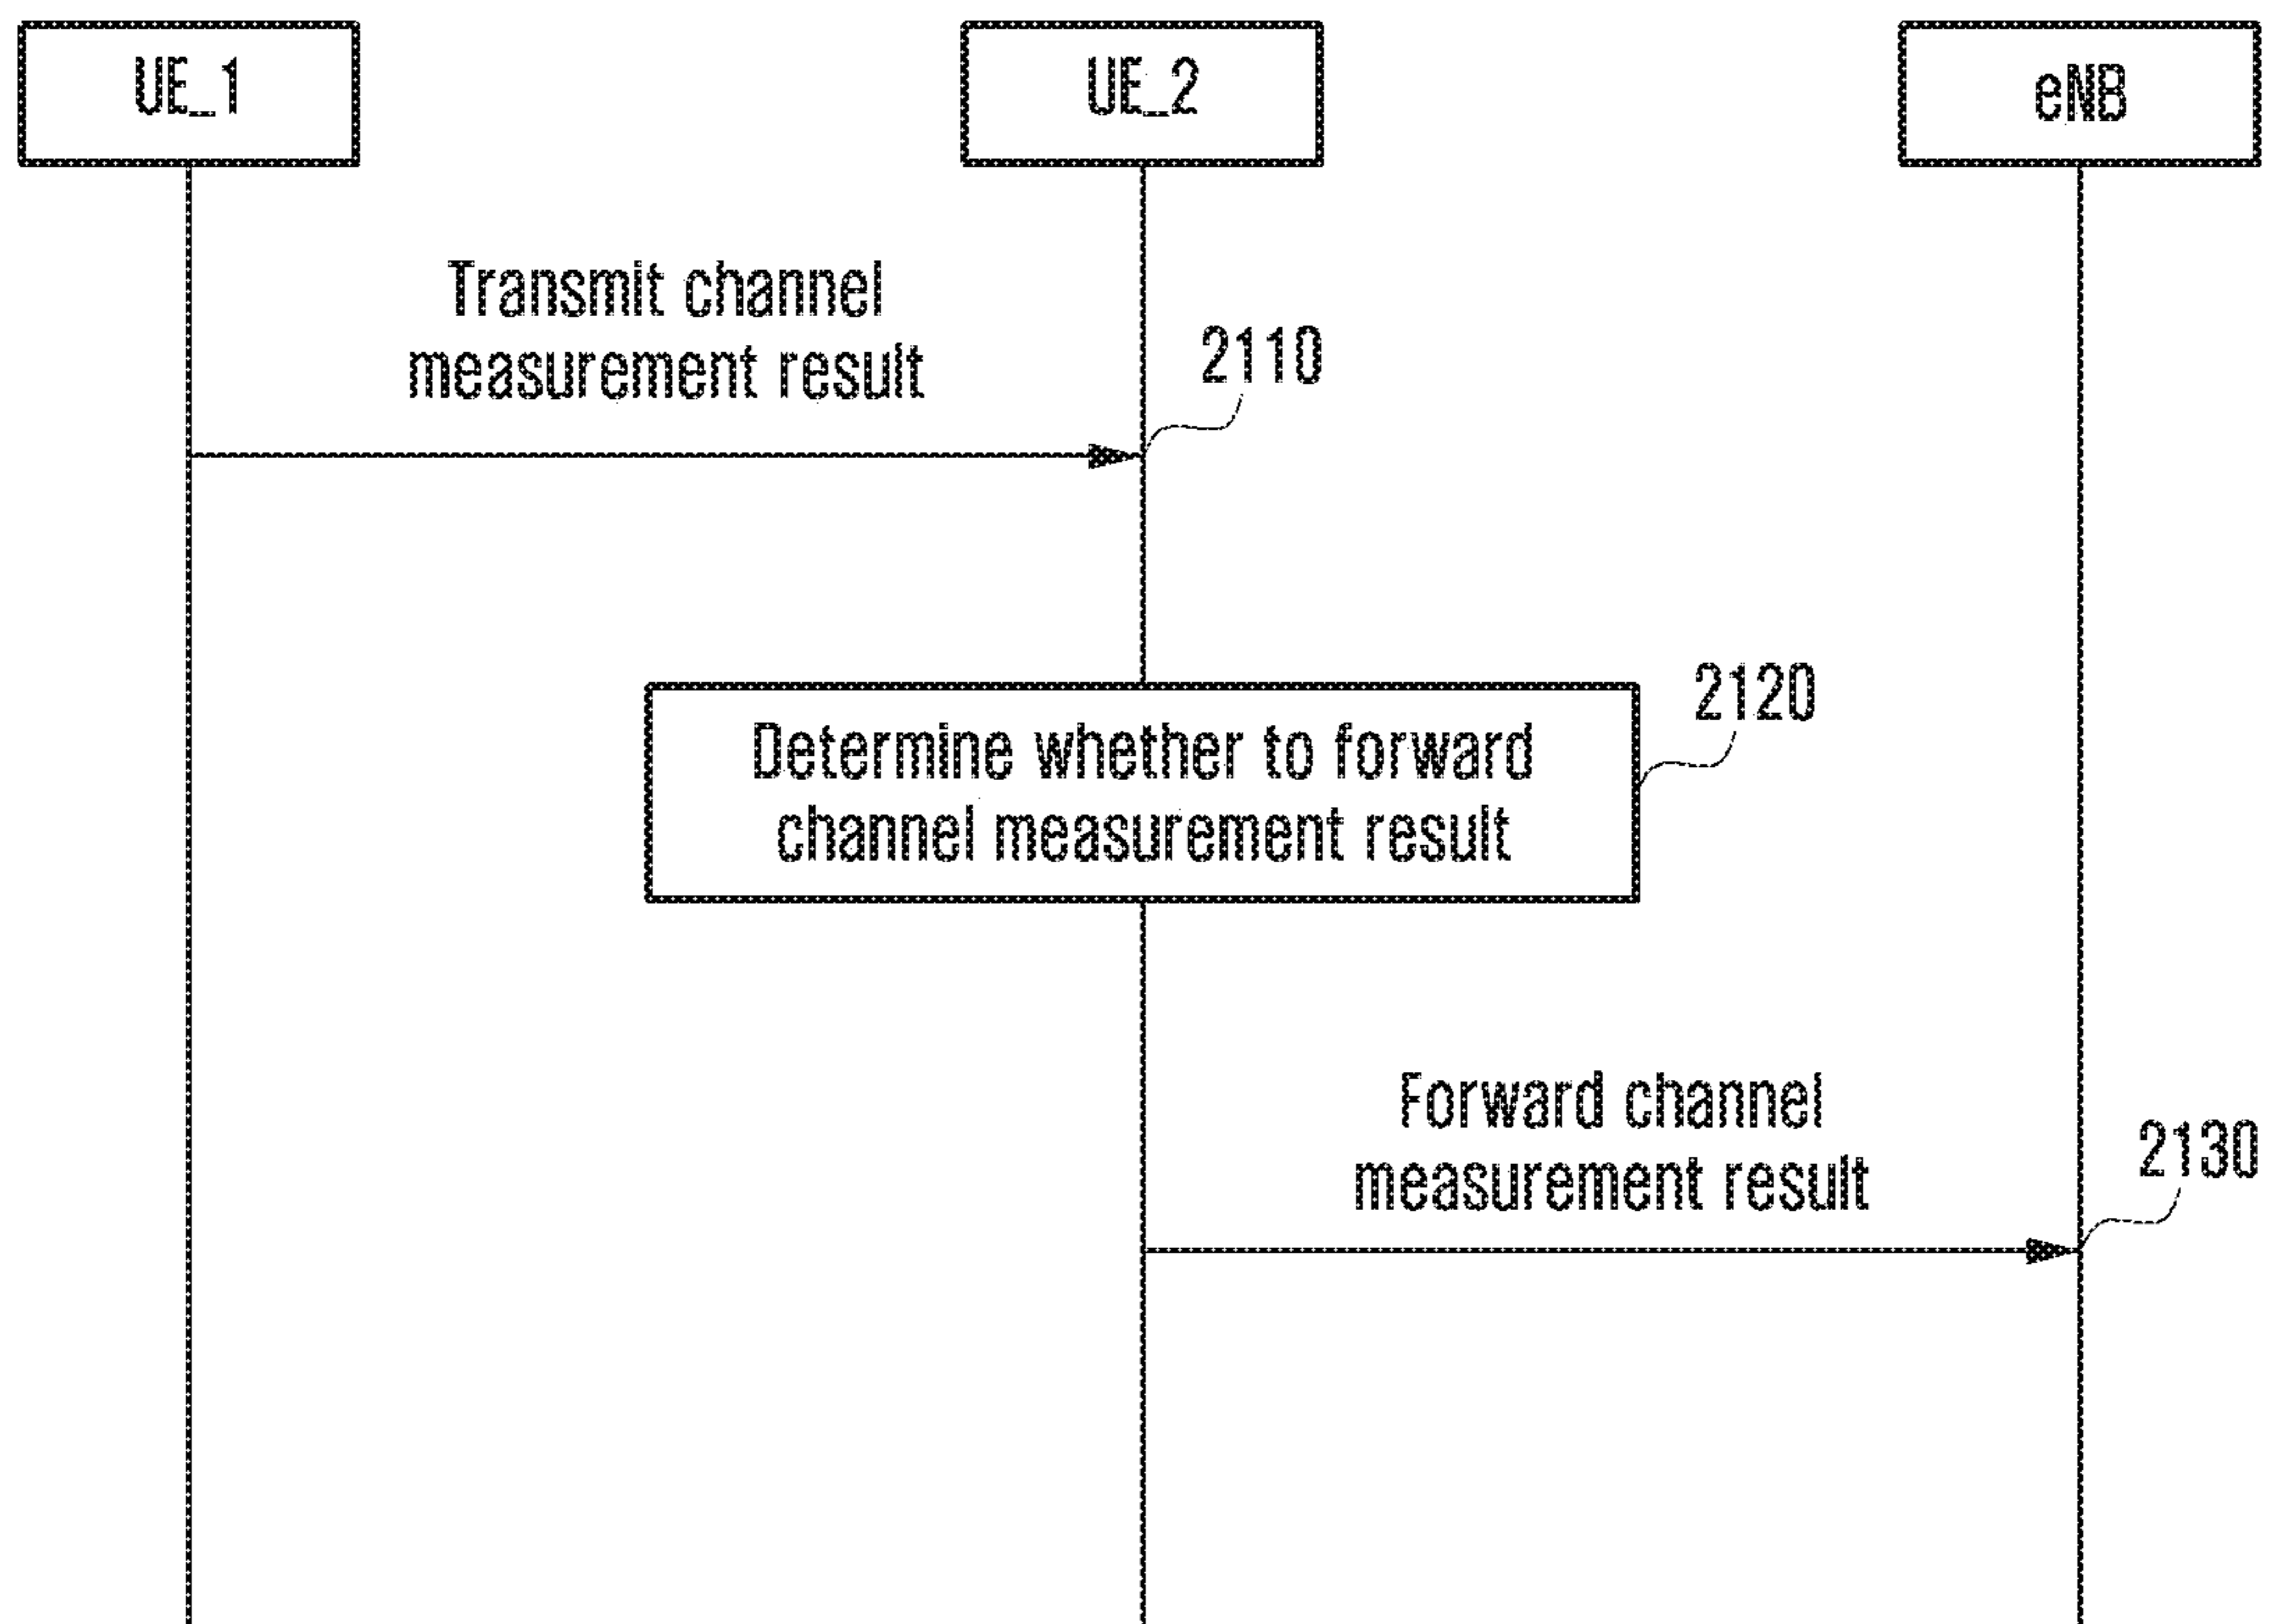 UE_1
UE_2
eNB
Transmit channel
measurement result
2110
Determine whether to forward
channel measurement result
2120
Forward channel
measurement result
2130